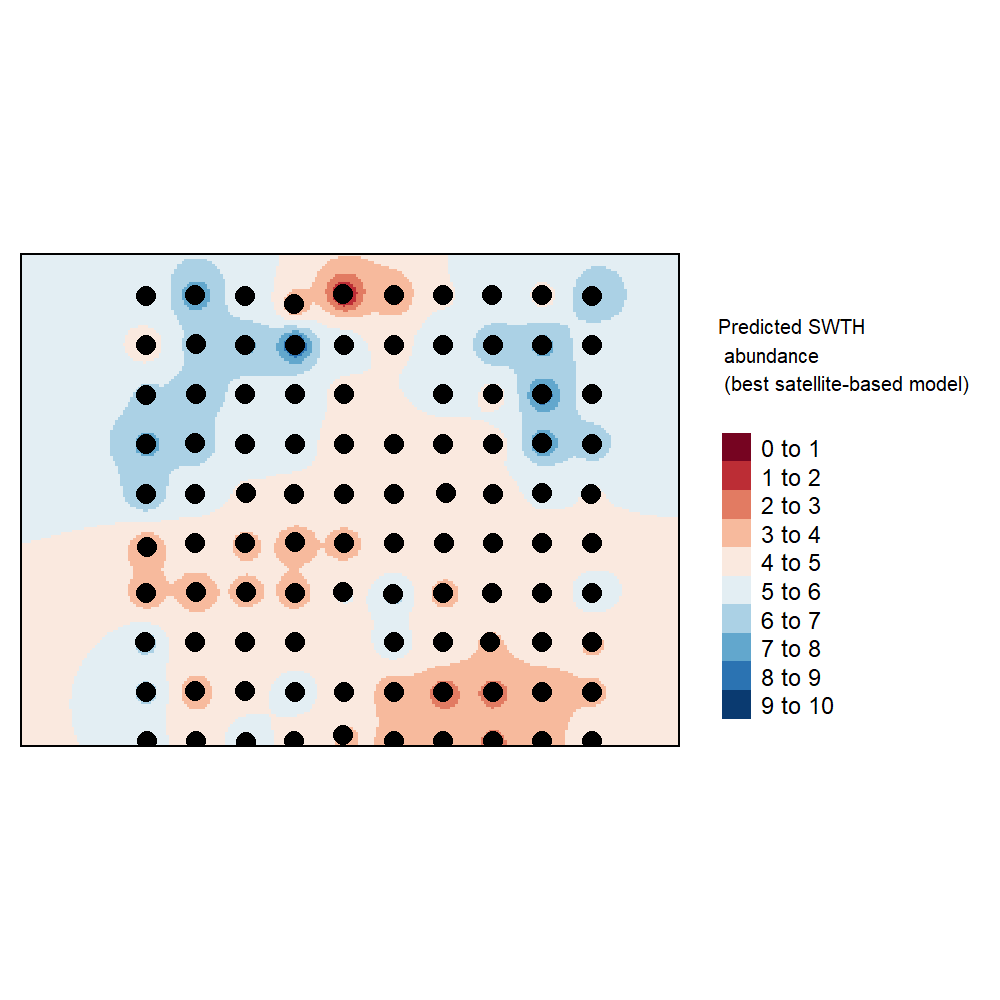 Predicted SWTH
abundance
(best satellite-based model)
0 to 1
1 to 2
2 to 3
3 to 4
4 to 5
5 to 6
6 to 7
7 to 8
8 to 9
9 to 10